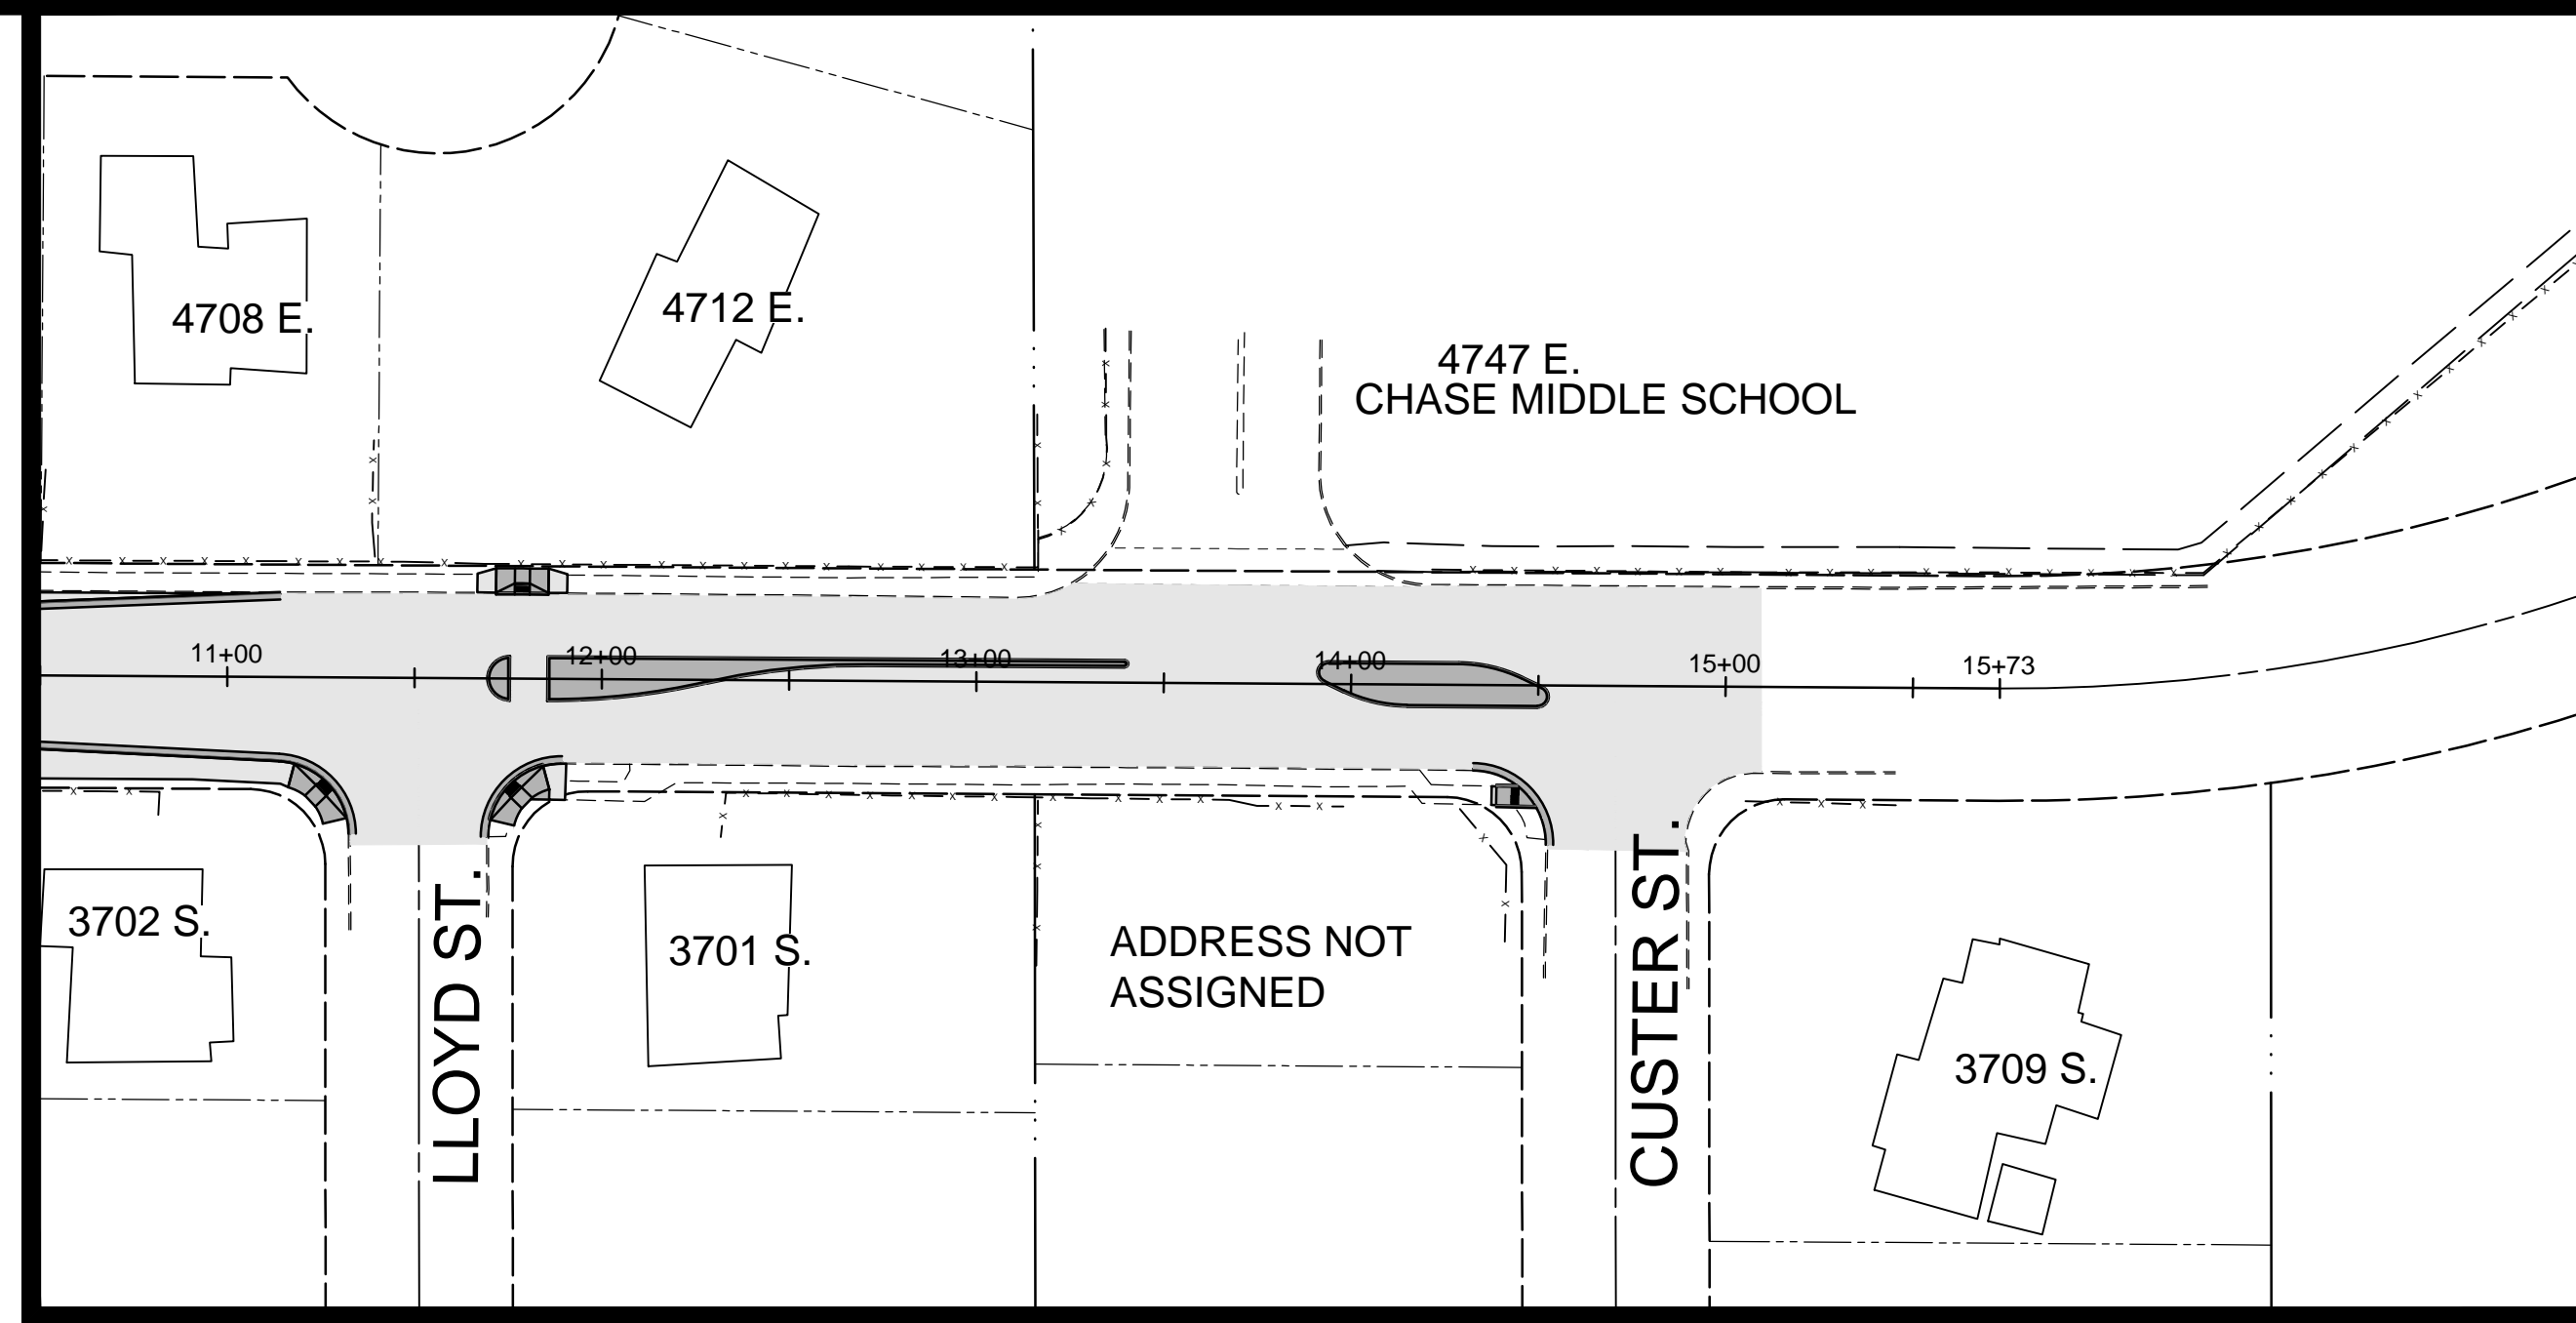 4708 E.
4712 E.
4747 E.
CHASE MIDDLE SCHOOL
11+00
12+00
13+00
14+00
15+00
15+73
3702 S.
LLOYD ST.
3701 S.
ADDRESS NOT
ASSIGNED
CUSTER ST.
3709 S.